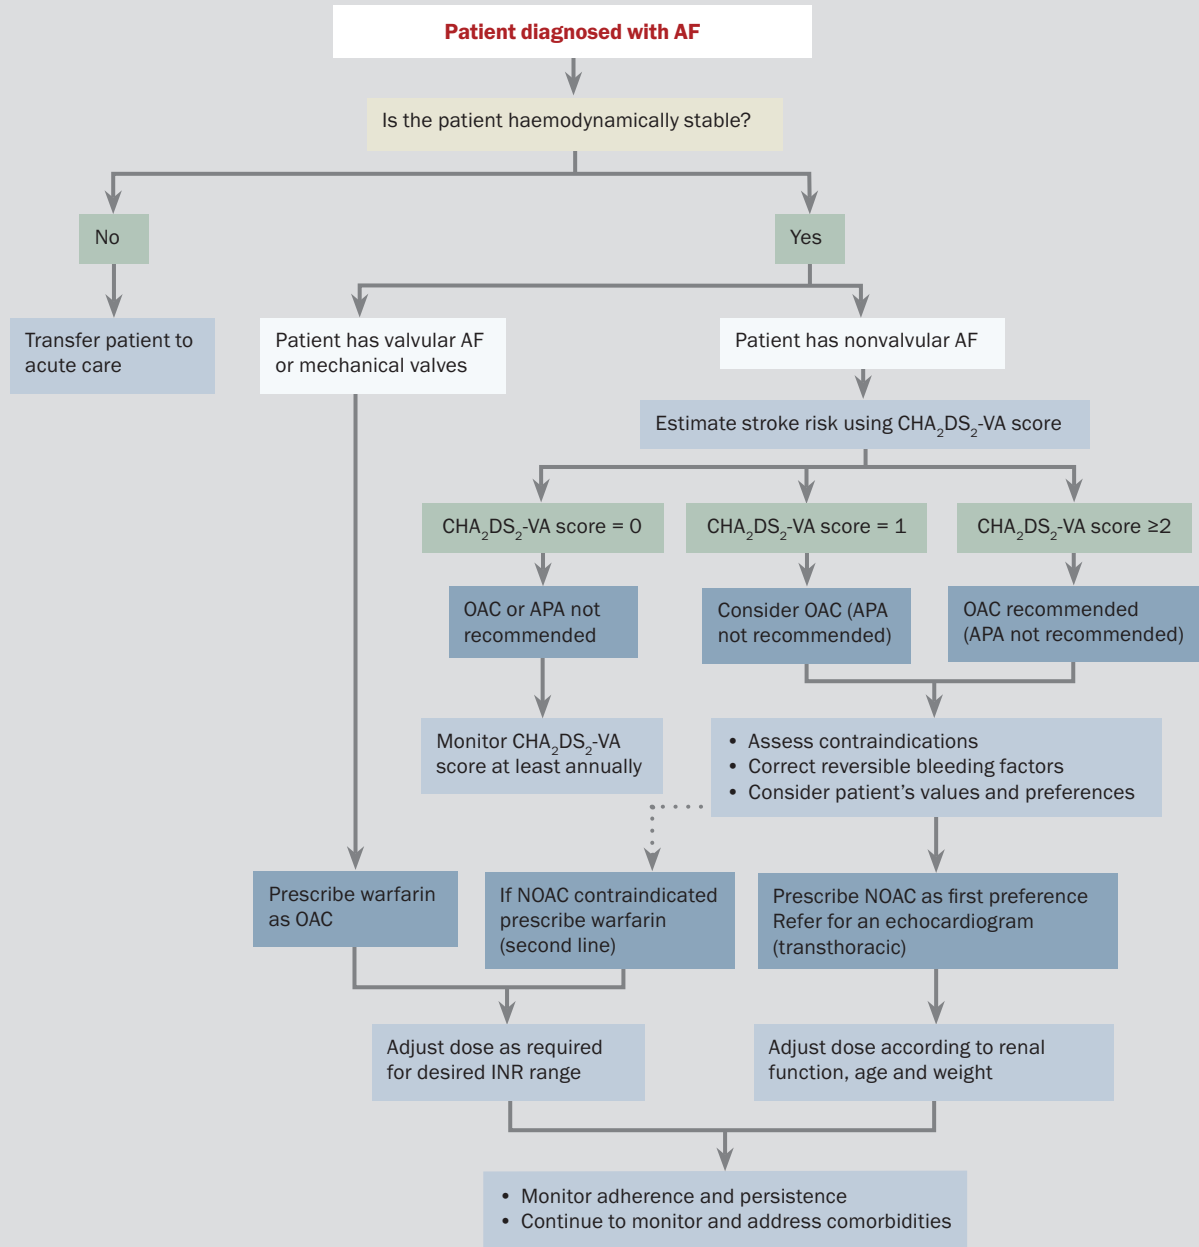 Patient diagnosed with AF
Is the patient haemodynamically stable?
No
Yes
Transfer patient to
acute care
Patient has valvular AF
or mechanical valves
Patient has nonvalvular AF
Estimate stroke risk using CHA₂DS₂-VA score
CHA₂DS₂-VA score = 0
CHA₂DS₂-VA score = 1
CHA₂DS₂-VA score ≥2
OAC or APA not
recommended
Consider OAC (APA
not recommended)
OAC recommended
(APA not recommended)
Monitor CHA₂DS₂-VA
score at least annually
• Assess contraindications
• Correct reversible bleeding factors
• Consider patient’s values and preferences
Prescribe warfarin
as OAC
If NOAC contraindicated
prescribe warfarin
(second line)
Prescribe NOAC as first preference
Refer for an echocardiogram
(transthoracic)
Adjust dose as required
for desired INR range
Adjust dose according to renal
function, age and weight
• Monitor adherence and persistence
• Continue to monitor and address comorbidities